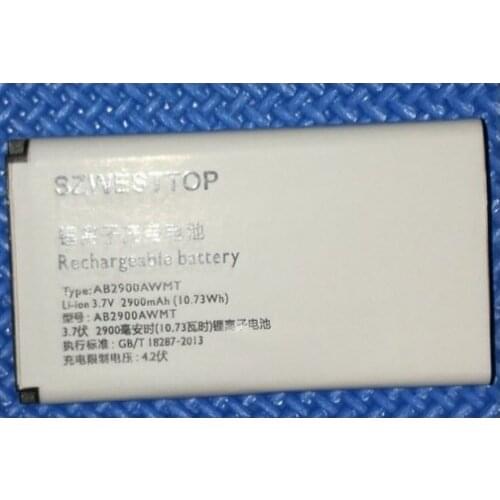 SZWESTTOP
锂离子充电电池
Rechargeable battery
Type: AB2900AWMT
Li-ion 3.7V 2900mAh (10.73Wh)
型号: AB2900AWMT
3.7伏 2900毫安时(10.73瓦时)锂离子电池
执行标准: GB/T 18287-2013
充电限制电压: 4.2伏